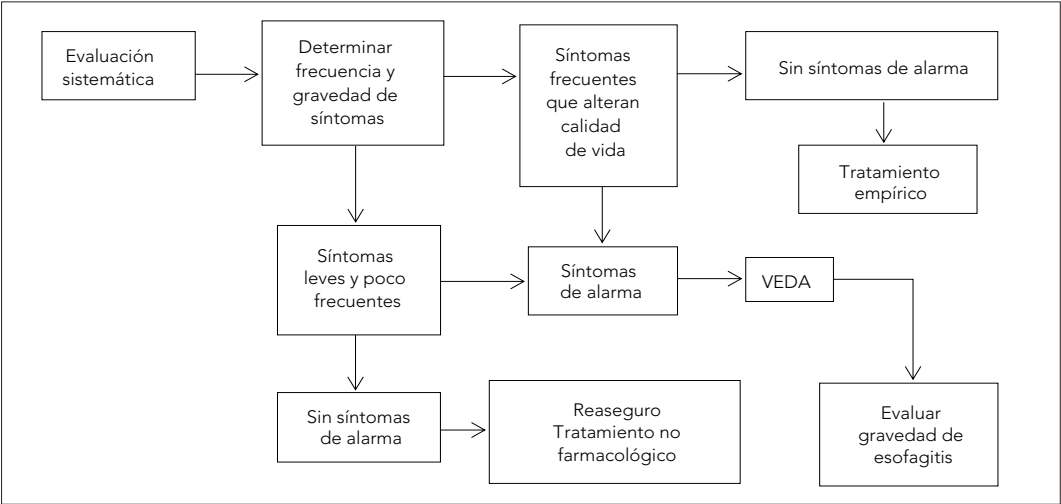 Evaluación
sistemática
Determinar
frecuencia y
gravedad de
síntomas
Síntomas
frecuentes
que alteran
calidad
de vida
Sin síntomas de alarma
Tratamiento
empírico
Síntomas
leves y poco
frecuentes
Síntomas
de alarma
VEDA
Sin síntomas
de alarma
Reaseguro
Tratamiento no
farmacológico
Evaluar
gravedad de
esofagitis